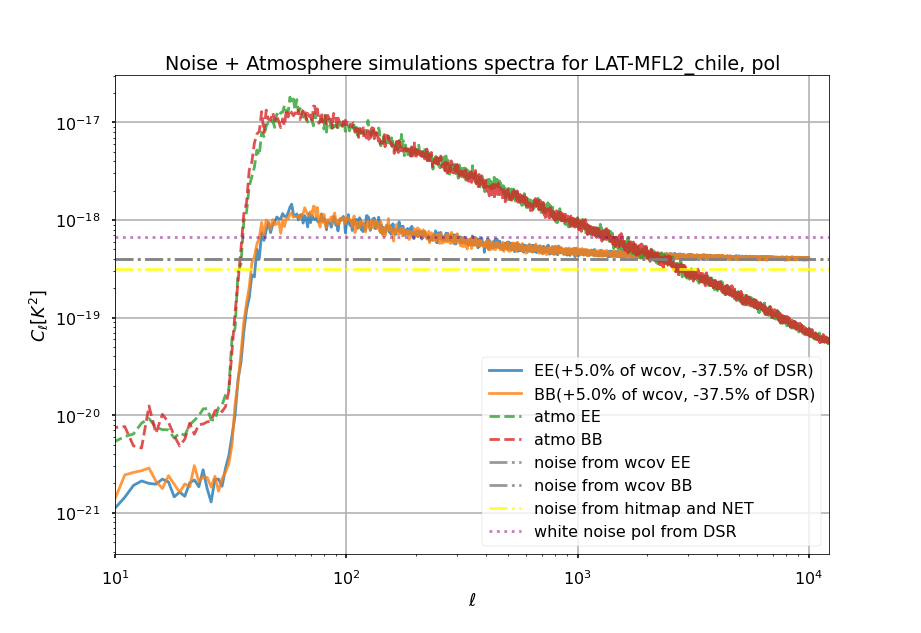 Noise + Atmosphere simulations spectra for LAT-MFL2_chile, pol
10⁻¹⁷
10⁻¹⁸
10⁻¹⁹
10⁻²⁰
10⁻²¹
C_ℓ[K²]
EE(+5.0% of wcov, -37.5% of DSR)
BB(+5.0% of wcov, -37.5% of DSR)
atmo EE
atmo BB
noise from wcov EE
noise from wcov BB
noise from hitmap and NET
white noise pol from DSR
10¹ 10² 10³ 10⁴
ℓ